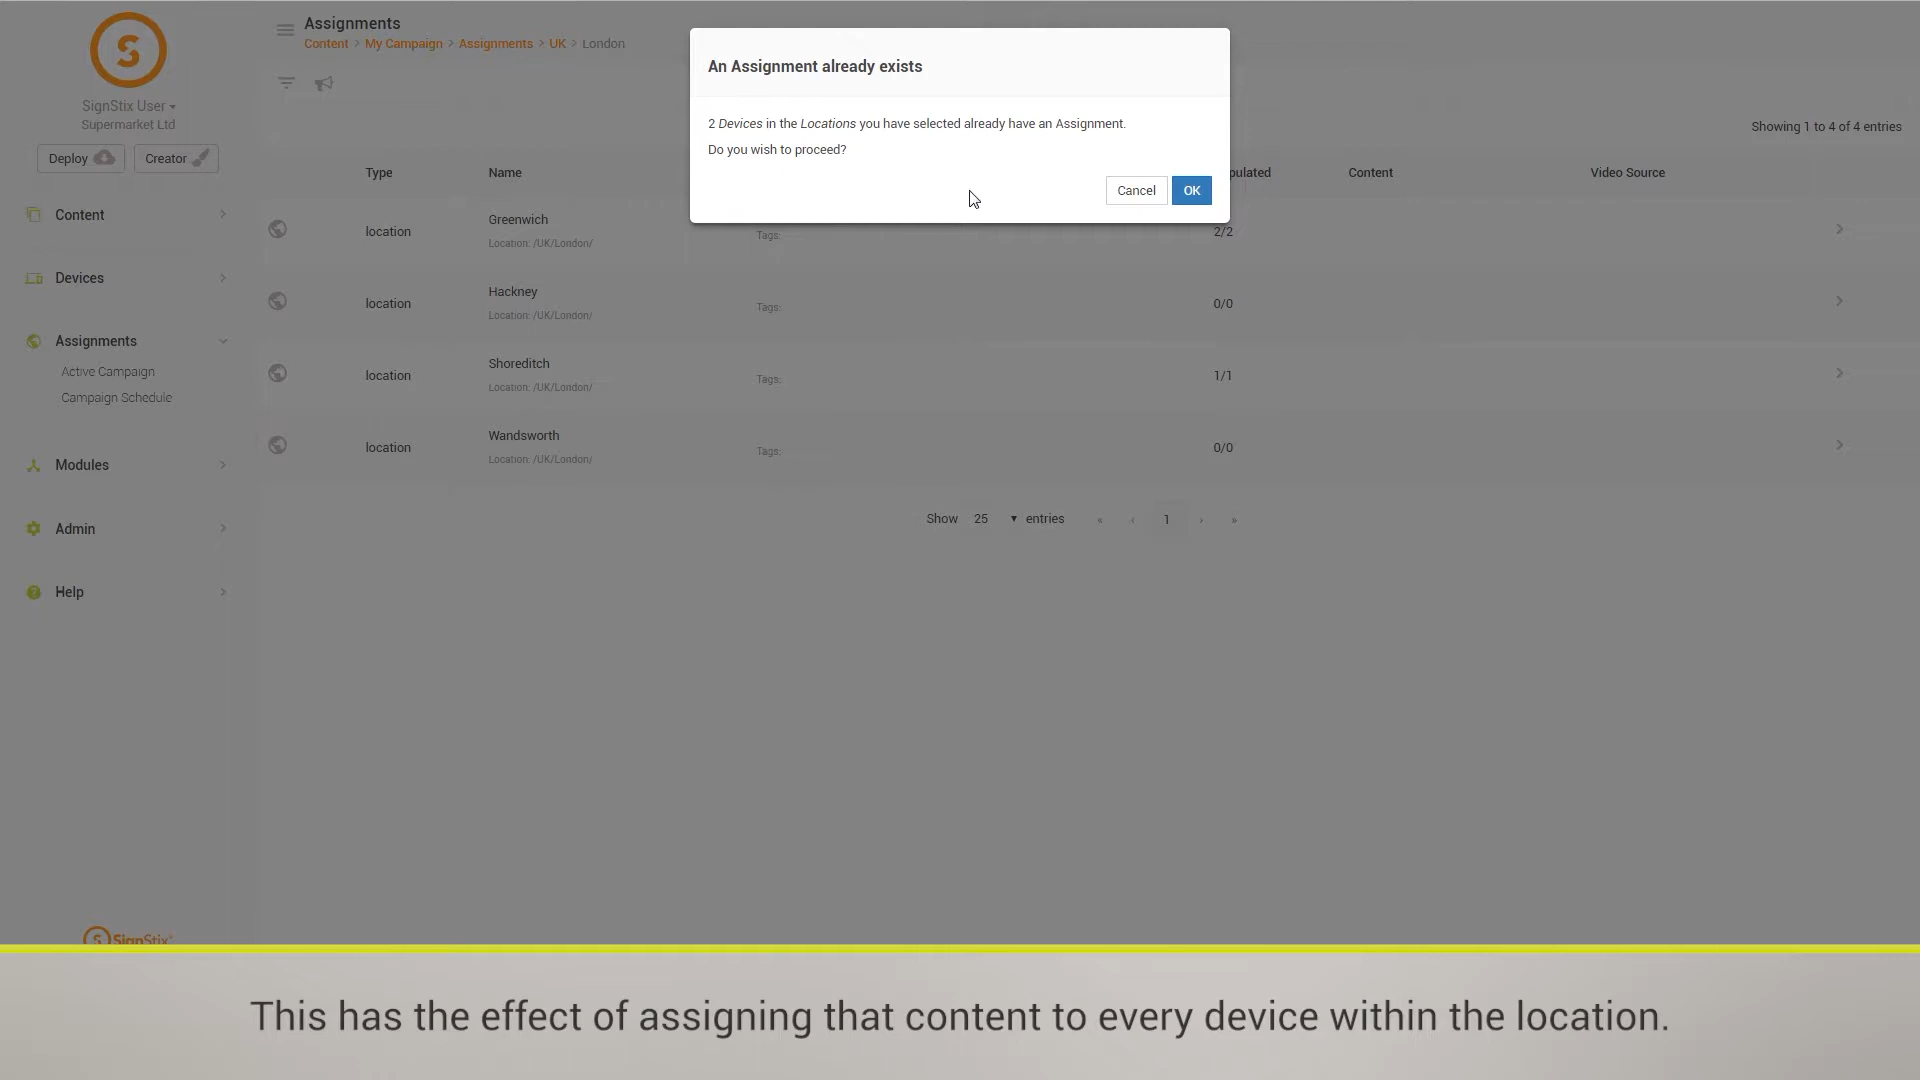 Assignments
Content > My Campaign > Assignments > UK > London
SignStix User
Supermarket Ltd
Deploy
Creator
Content
Devices
Assignments
Active Campaign
Campaign Schedule
Modules
Admin
Help
SignStix
An Assignment already exists
2 Devices in the Locations you have selected already have an Assignment.
Do you wish to proceed?
Cancel OK
Showing 1 to 4 of 4 entries
Type Name pulated Content Video Source
location Greenwich Tags: 2/2
Location: /UK/London/
location Hackney Tags: 0/0
Location: /UK/London/
location Shoreditch Tags: 1/1
Location: /UK/London/
location Wandsworth Tags: 0/0
Location: /UK/London/
Show 25 entries « ‹ 1 › »
This has the effect of assigning that content to every device within the location.